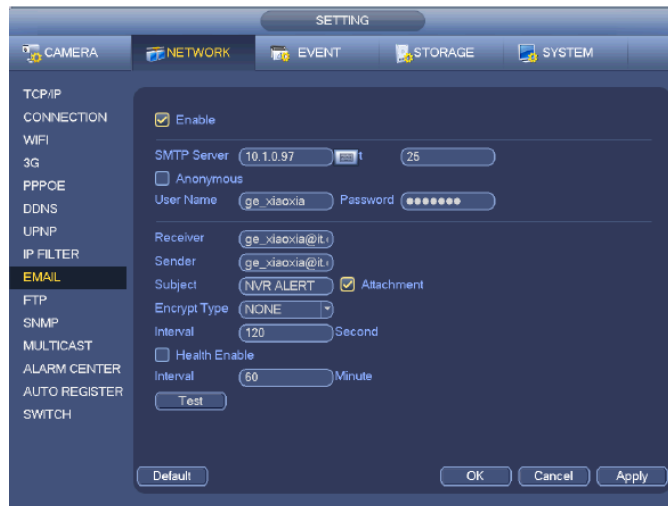 SETTING
CAMERA NETWORK EVENT STORAGE SYSTEM
TCP/IP
CONNECTION
WIFI
3G
PPPOE
DDNS
UPNP
IP FILTER
EMAIL
FTP
SNMP
MULTICAST
ALARM CENTER
AUTO REGISTER
SWITCH
Enable
SMTP Server 10.1.0.97 t 25
Anonymous
User Name ge_xiaoxia Password ●●●●●●●
Receiver ge_xiaoxia@it.
Sender ge_xiaoxia@it.
Subject NVR ALERT Attachment
Encrypt Type NONE
Interval 120 Second
Health Enable
Interval 60 Minute
Test
Default OK Cancel Apply